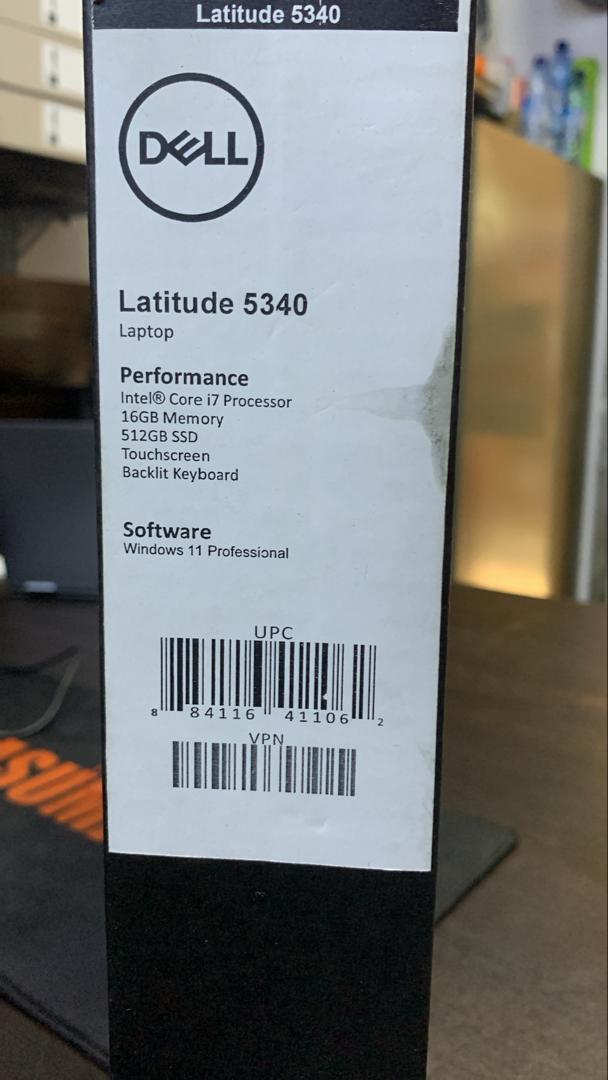 Latitude 5340
DELL
Latitude 5340
Laptop
Performance
Intel® Core i7 Processor
16GB Memory
512GB SSD
Touchscreen
Backlit Keyboard
Software
Windows 11 Professional
UPC
8 84116 41106 2
VPN